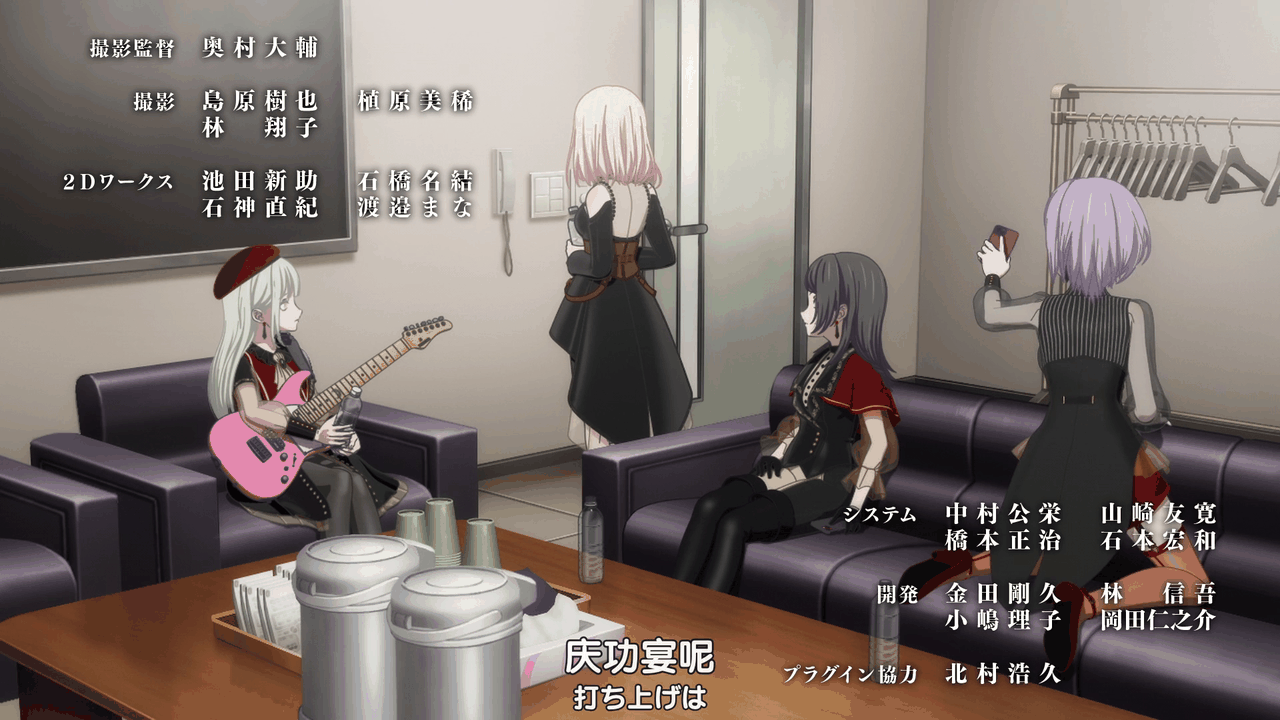 撮影監督 奥村大輔
撮影 島原樹也 植原美稀
林 翔子
2Dワークス 池田新助 石橋名結
石神直紀 渡邉まな
システム 中村公栄 山崎友寛
橋本正治 石本宏和
開発 金田剛久 林 信吾
小嶋理子 岡田仁之介
プラグイン協力 北村浩久
庆功宴呢
打ち上げは